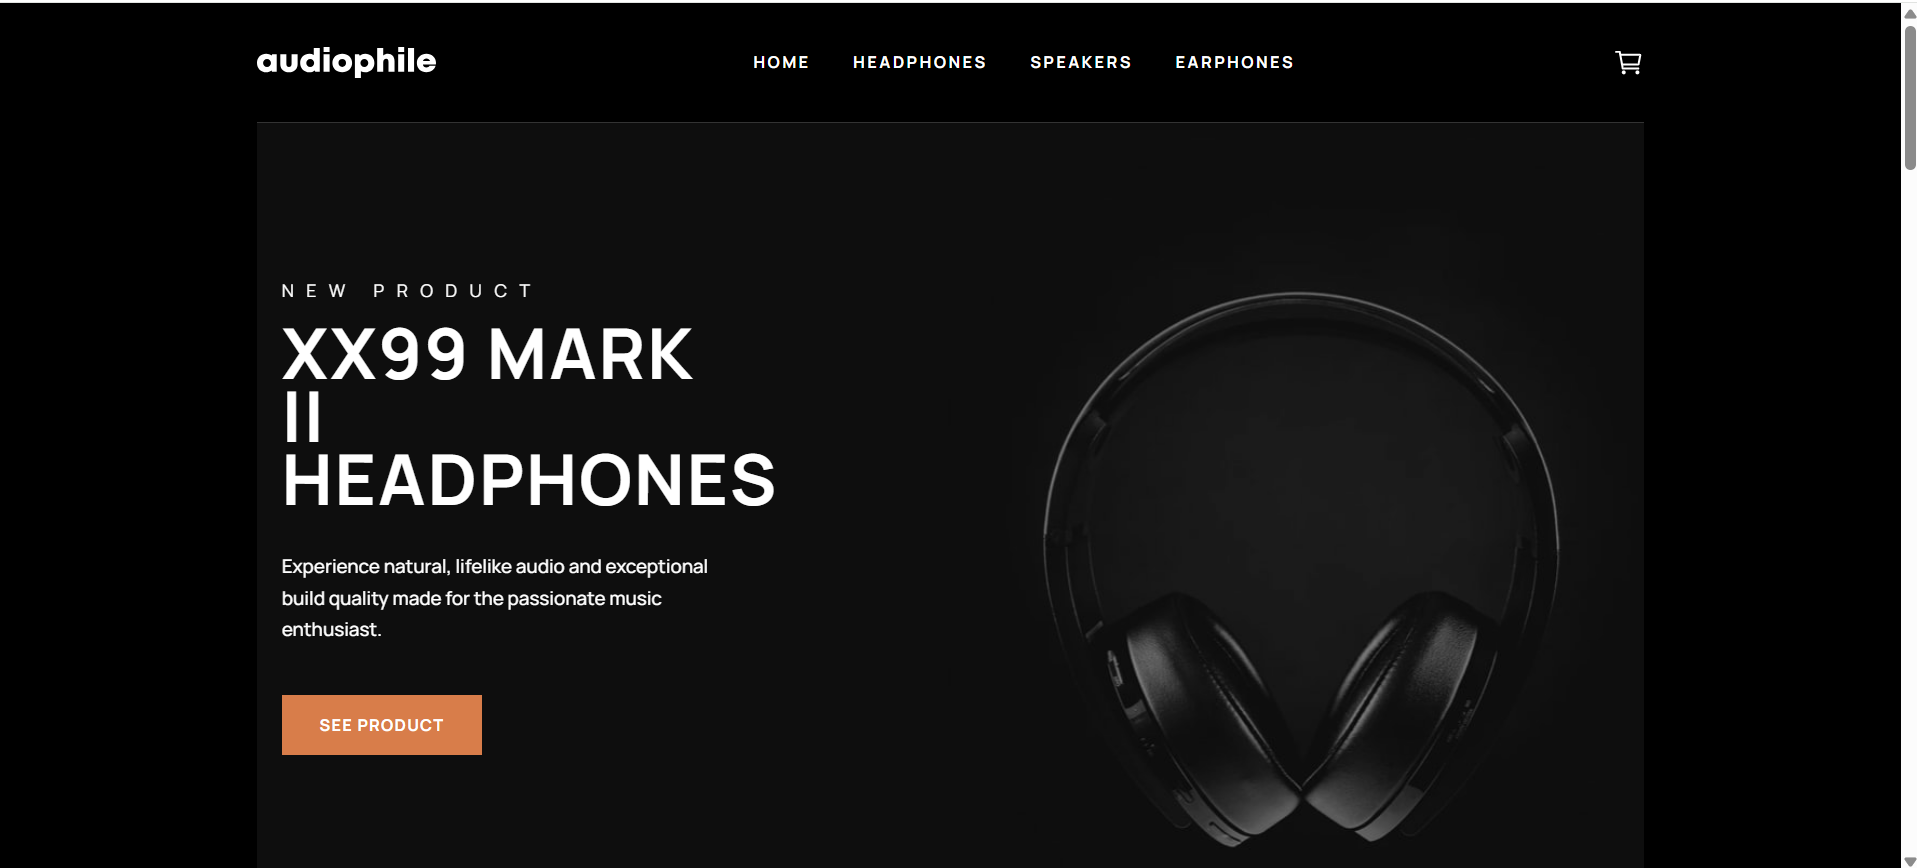 audiophile
HOME HEADPHONES SPEAKERS EARPHONES
NEW PRODUCT
XX99 MARK
II
HEADPHONES
Experience natural, lifelike audio and exceptional
build quality made for the passionate music
enthusiast.
SEE PRODUCT